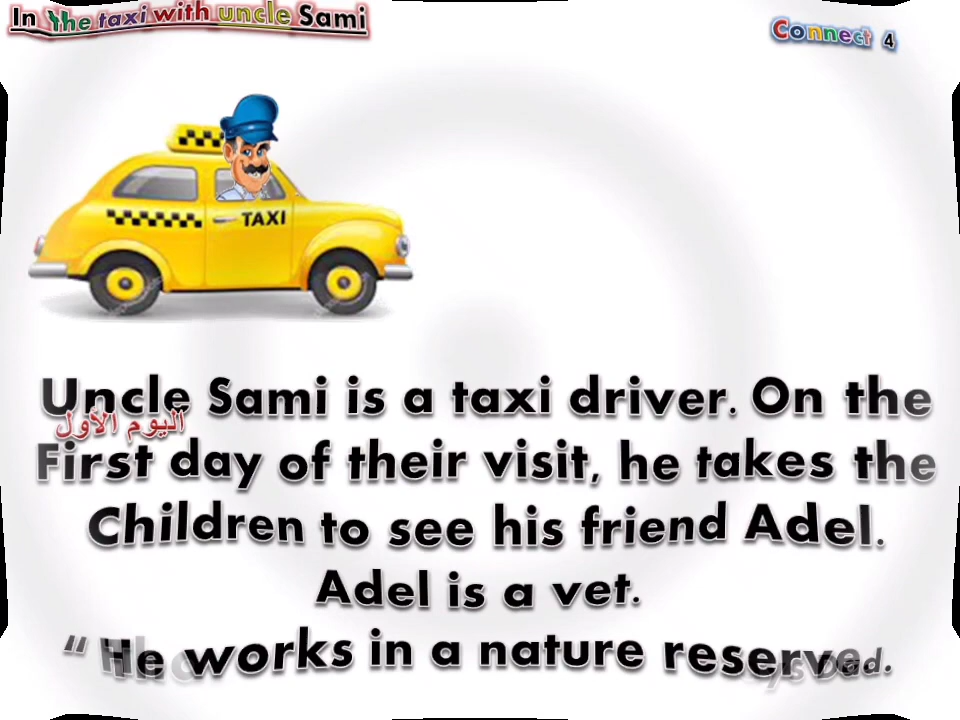 In the taxi with uncle Sami
Connect 4
TAXI
Uncle Sami is a taxi driver. On the
اليوم الأول
First day of their visit, he takes the
Children to see his friend Adel.
Adel is a vet.
“ He works in a nature reserve.
Dad.